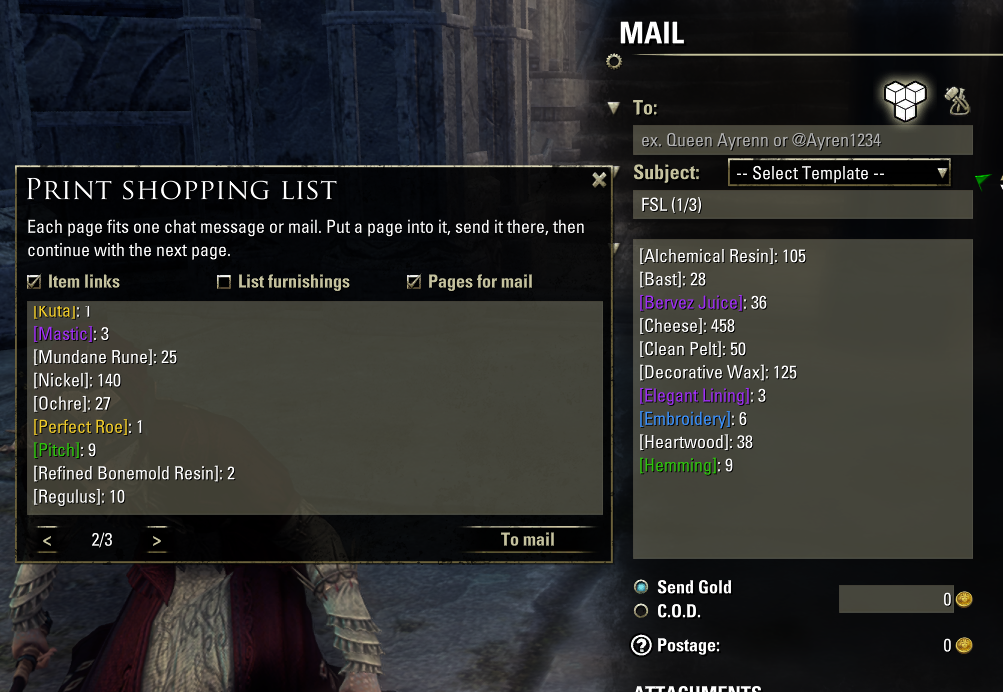 MAIL
To:
ex. Queen Ayrenn or @Ayren1234
Subject:
-- Select Template --
FSL (1/3)
[Alchemical Resin]: 105
[Bast]: 28
[Bervez Juice]: 36
[Cheese]: 458
[Clean Pelt]: 50
[Decorative Wax]: 125
[Elegant Lining]: 3
[Embroidery]: 6
[Heartwood]: 38
[Hemming]: 9
Send Gold
0
C.O.D.
Postage:
0
ATTACHMENTS
PRINT SHOPPING LIST
Each page fits one chat message or mail. Put a page into it, send it there, then
continue with the next page.
Item links
List furnishings
Pages for mail
[Kuta]: 1
[Mastic]: 3
[Mundane Rune]: 25
[Nickel]: 140
[Ochre]: 27
[Perfect Roe]: 1
[Pitch]: 9
[Refined Bonemold Resin]: 2
[Regulus]: 10
<
2/3
>
To mail